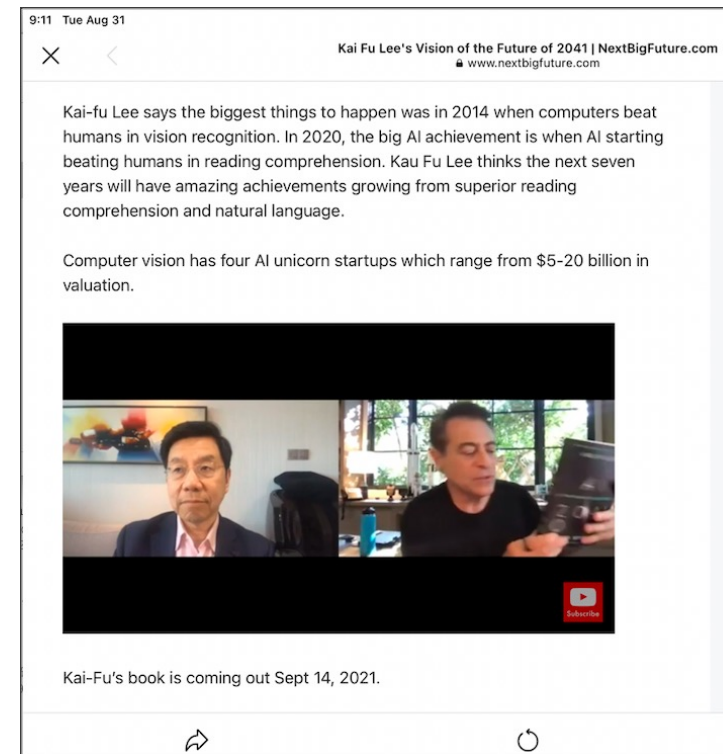 9:11 Tue Aug 31
Kai Fu Lee's Vision of the Future of 2041 | NextBigFuture.com
www.nextbigfuture.com
Kai-fu Lee says the biggest things to happen was in 2014 when computers beat
humans in vision recognition. In 2020, the big AI achievement is when AI starting
beating humans in reading comprehension. Kau Fu Lee thinks the next seven
years will have amazing achievements growing from superior reading
comprehension and natural language.
Computer vision has four AI unicorn startups which range from $5-20 billion in
valuation.
Subscribe
Kai-Fu's book is coming out Sept 14, 2021.